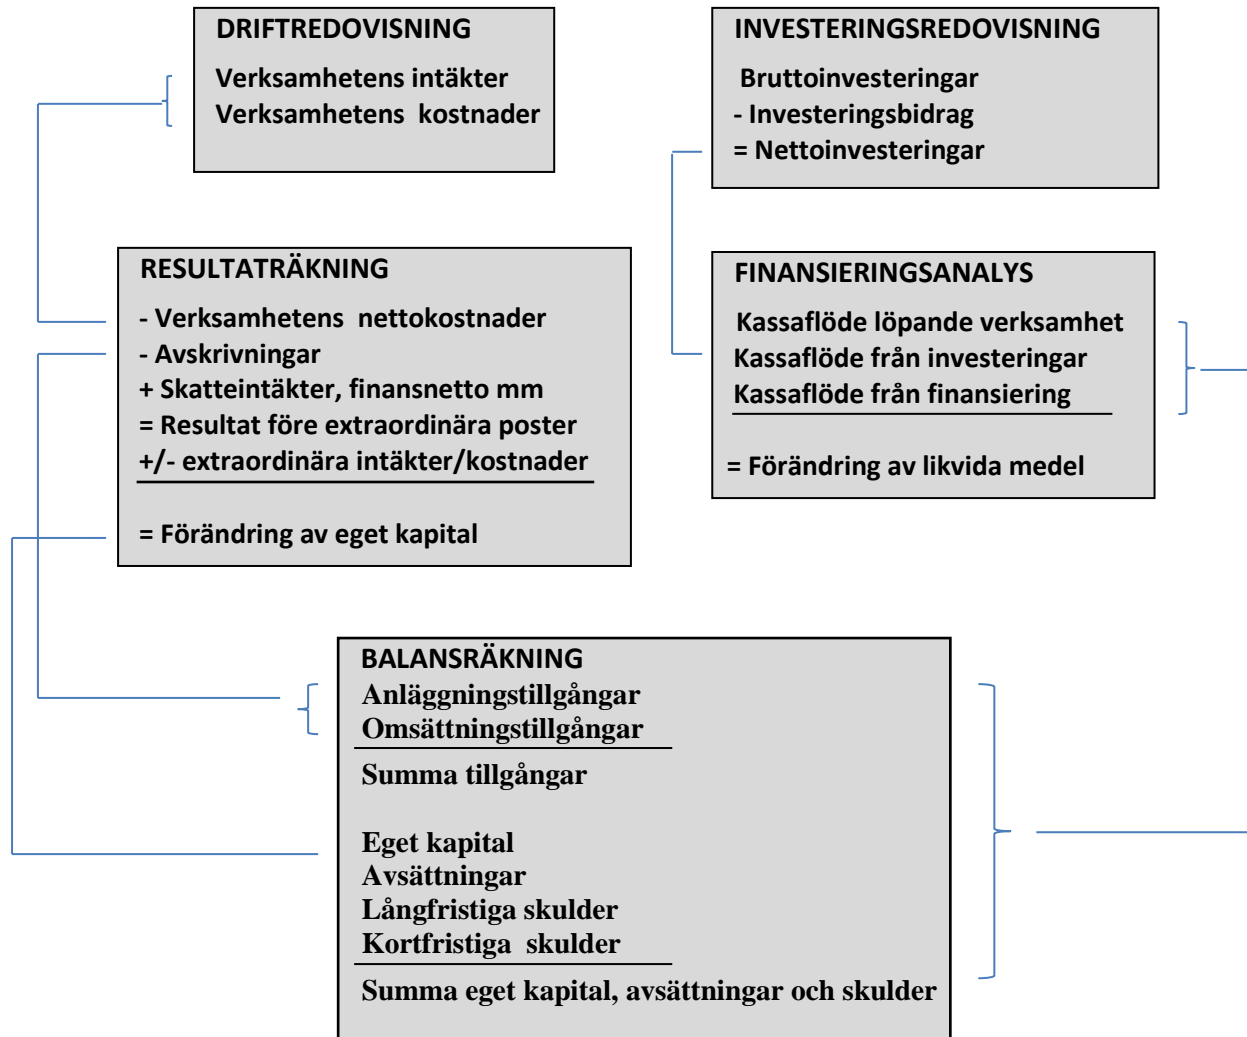 DRIFTREDOVISNING
Verksamhetens intäkter
Verksamhetens kostnader
INVESTERINGSREDOVISNING
Bruttoinvesteringar
- Investeringsbidrag
= Nettoinvesteringar
RESULTATRÄKNING
- Verksamhetens nettokostnader
- Avskrivningar
+ Skatteintäkter, finansnetto mm
= Resultat före extraordinära poster
+/- extraordinära intäkter/kostnader
= Förändring av eget kapital
FINANSIERINGSANALYS
Kassaflöde löpande verksamhet
Kassaflöde från investeringar
Kassaflöde från finansiering
= Förändring av likvida medel
BALANSRÄKNING
Anläggningstillgångar
Omsättningstillgångar
Summa tillgångar
Eget kapital
Avsättningar
Långfristiga skulder
Kortfristiga skulder
Summa eget kapital, avsättningar och skulder